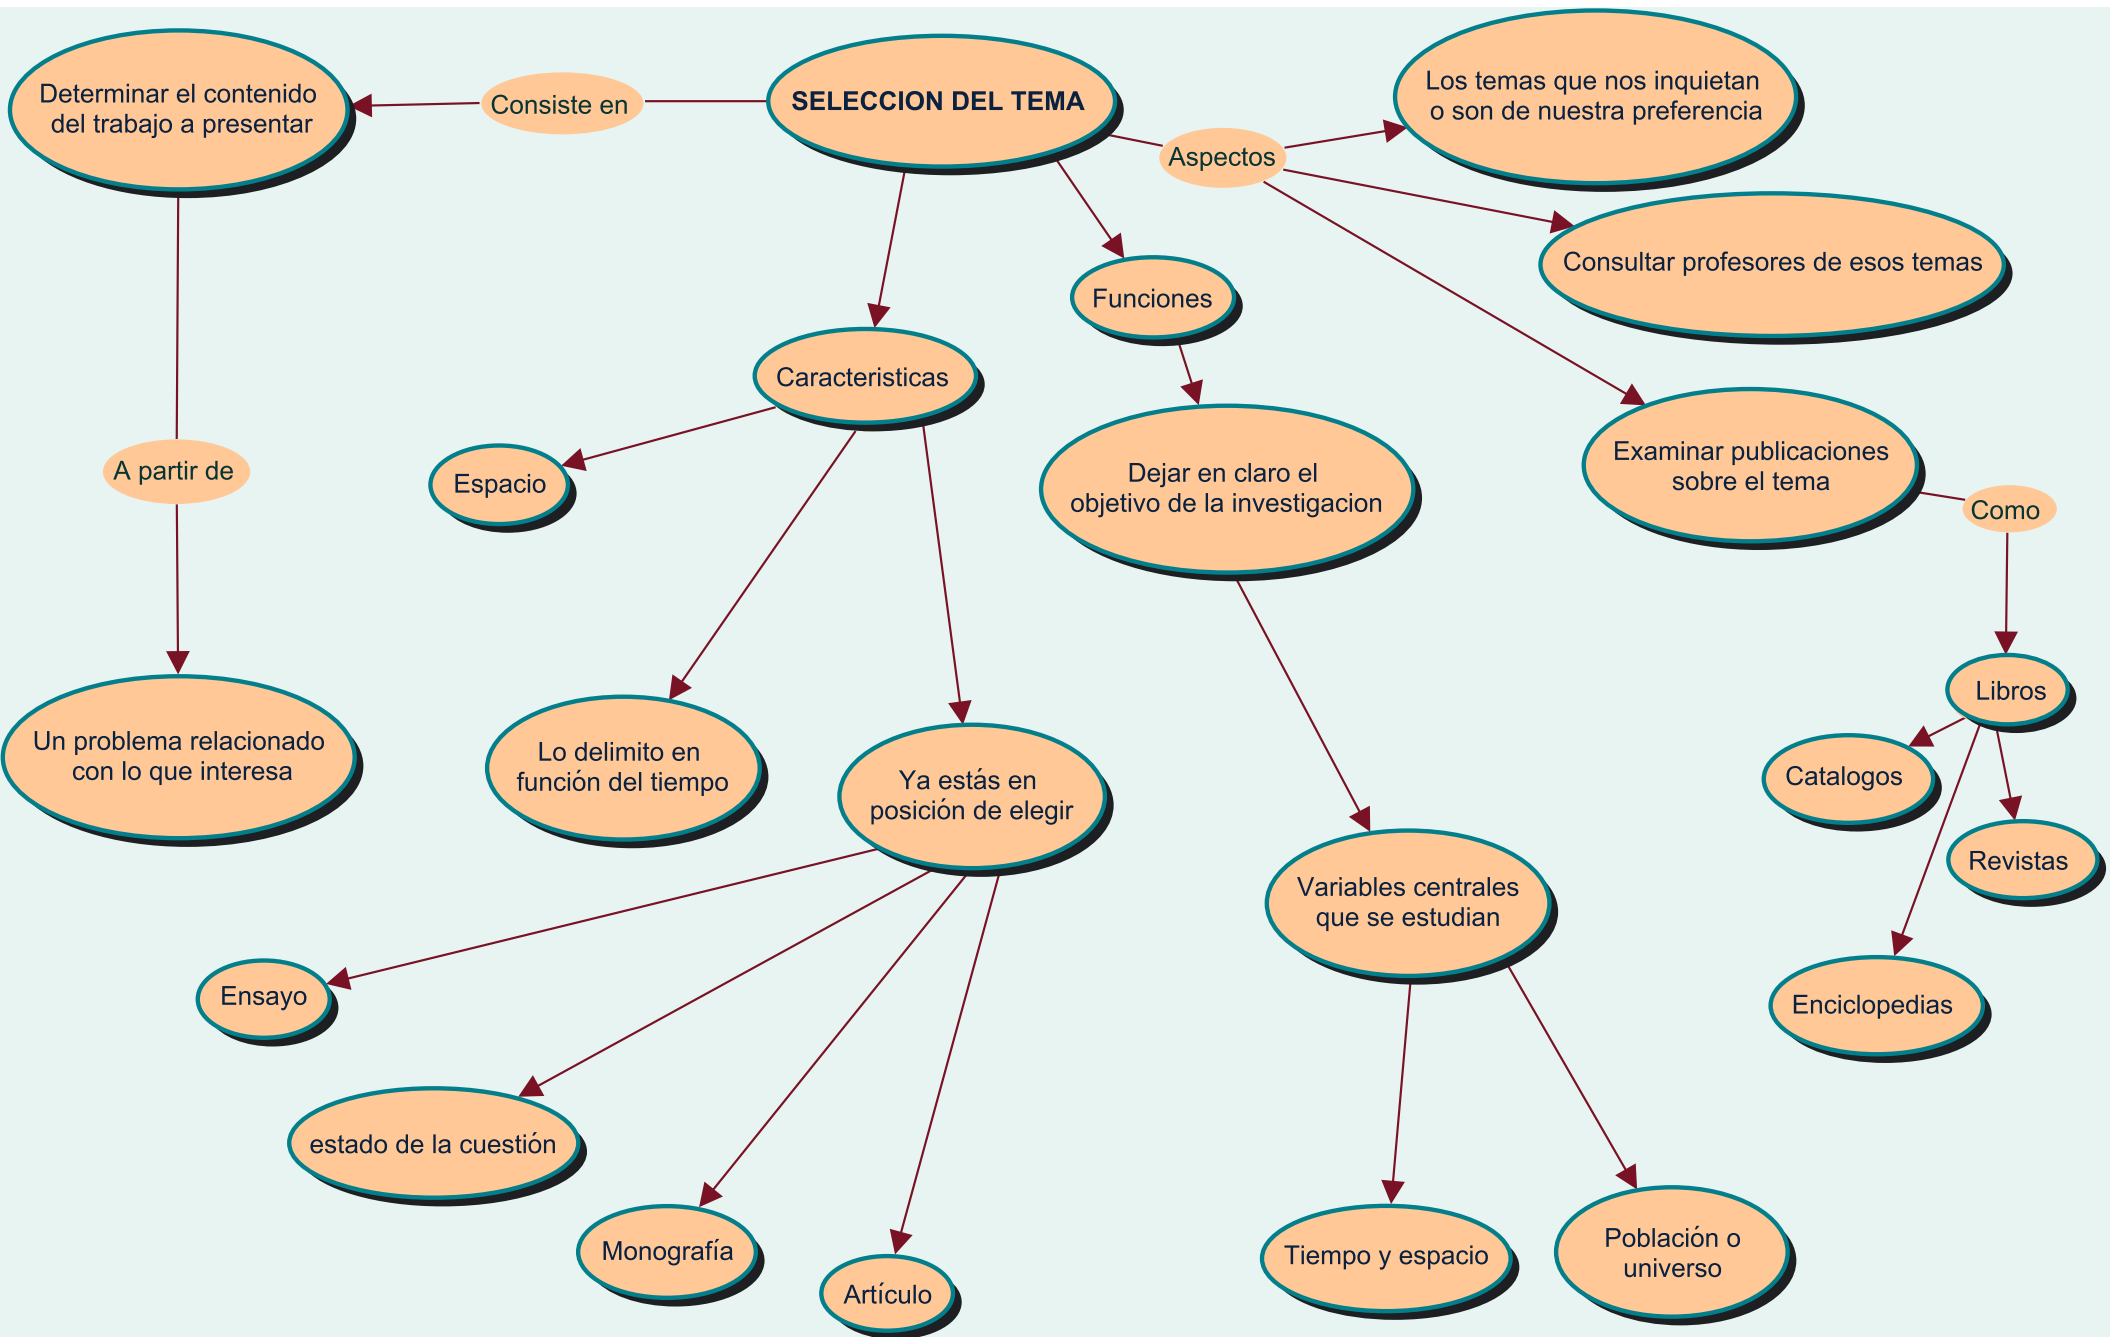 Determinar el contenido
del trabajo a presentar
Consiste en
SELECCION DEL TEMA
Aspectos
Los temas que nos inquietan
o son de nuestra preferencia
Consultar profesores de esos temas
Funciones
Caracteristicas
A partir de
Espacio
Dejar en claro el
objetivo de la investigacion
Examinar publicaciones
sobre el tema
Como
Un problema relacionado
con lo que interesa
Lo delimito en
función del tiempo
Ya estás en
posición de elegir
Libros
Catalogos
Revistas
Variables centrales
que se estudian
Ensayo
Enciclopedias
estado de la cuestión
Monografía
Artículo
Tiempo y espacio
Población o
universo